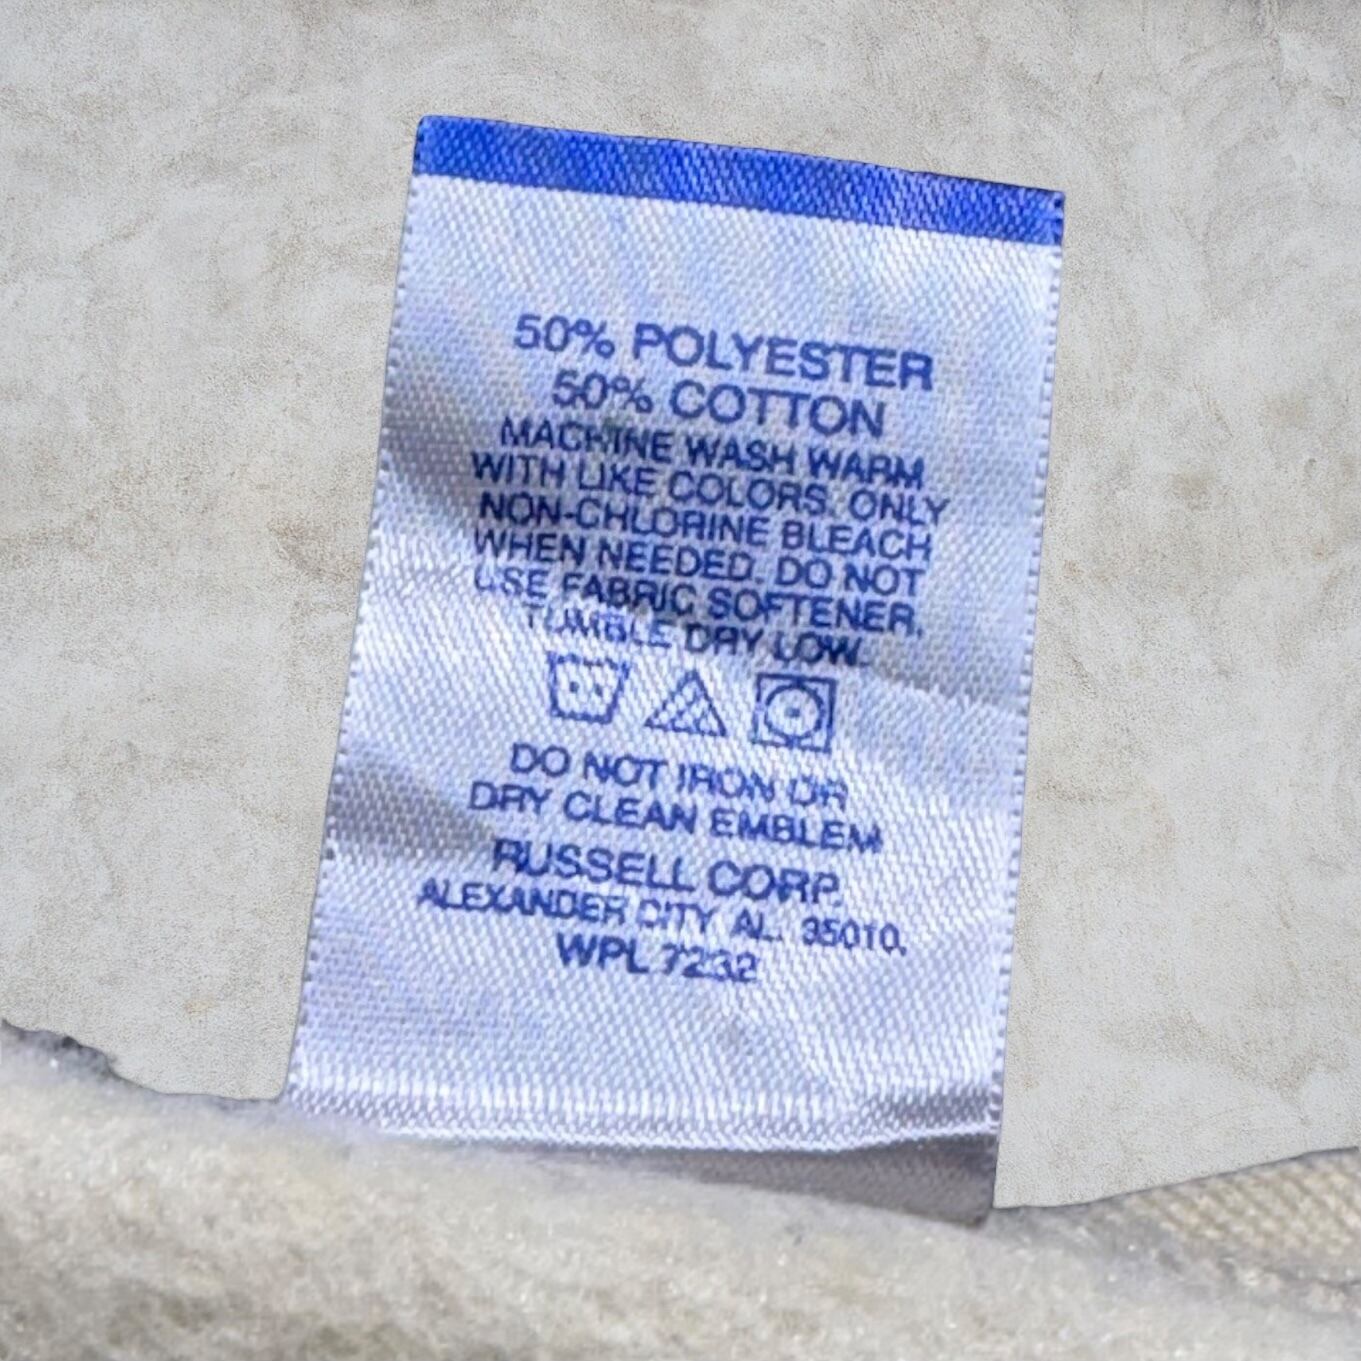 50% POLYESTER
50% COTTON
MACHINE WASH WARM
WITH LIKE COLORS. ONLY
NON-CHLORINE BLEACH
WHEN NEEDED. DO NOT
USE FABRIC SOFTENER.
TUMBLE DRY LOW.
DO NOT IRON OR
DRY CLEAN EMBLEM
RUSSELL CORP.
ALEXANDER CITY, AL. 35010.
WPL 7232